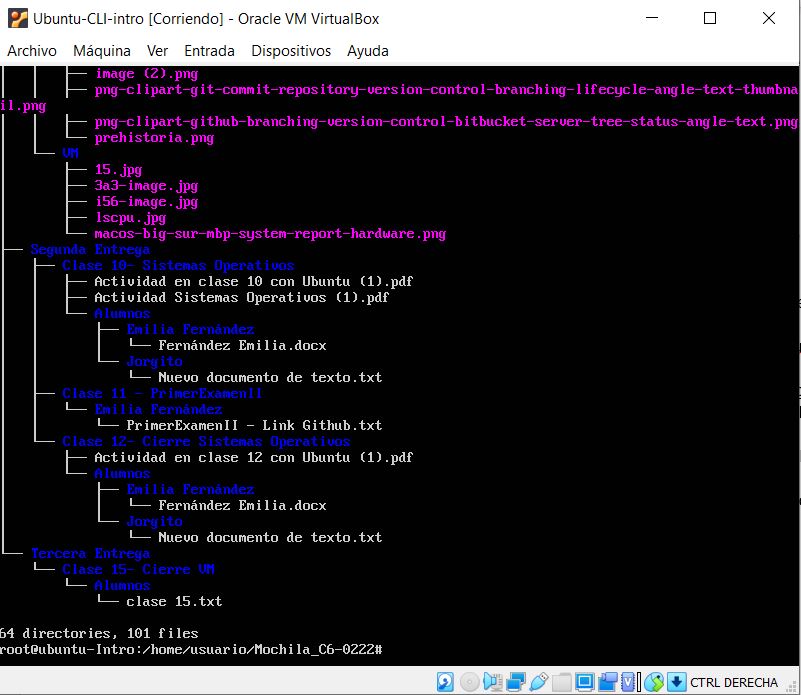 Ubuntu-CLI-intro [Corriendo] - Oracle VM VirtualBox
Archivo Máquina Ver Entrada Dispositivos Ayuda
image (2).png
png-clipart-git-commit-repository-version-control-branching-lifecycle-angle-text-thumbna
il.png
png-clipart-github-branching-version-control-bitbucket-server-tree-status-angle-text.png
prehistoria.png
VM
15.jpg
3a3-image.jpg
i56-image.jpg
lscpu.jpg
macos-big-sur-mbp-system-report-hardware.png
Segunda Entrega
Clase 10- Sistemas Operativos
Actividad en clase 10 con Ubuntu (1).pdf
Actividad Sistemas Operativos (1).pdf
Alumnos
Emilia Fernández
Fernández Emilia.docx
Jorgito
Nuevo documento de texto.txt
Clase 11 - PrimerExamenII
Emilia Fernández
PrimerExamenII - Link Github.txt
Clase 12- Cierre Sistemas Operativos
Actividad en clase 12 con Ubuntu (1).pdf
Alumnos
Emilia Fernández
Fernández Emilia.docx
Jorgito
Nuevo documento de texto.txt
Tercera Entrega
Clase 15- Cierre VM
Alumnos
clase 15.txt
64 directories, 101 files
root@ubuntu-Intro:/home/usuario/Mochila_C6-0222#
CTRL DERECHA